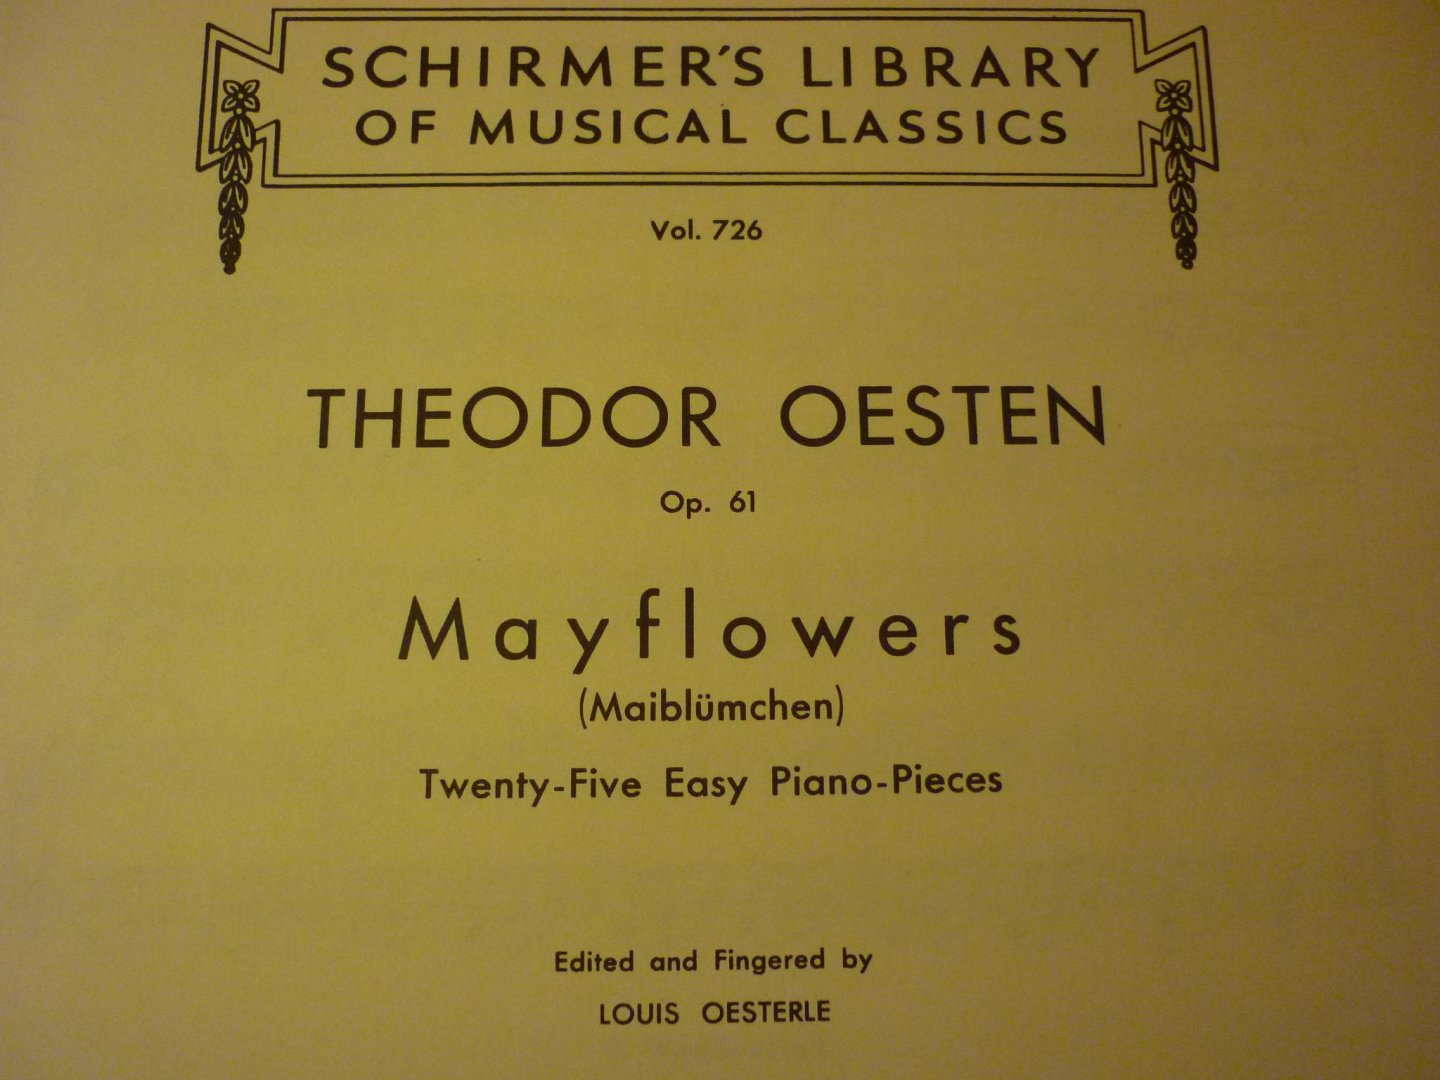 SCHIRMER'S LIBRARY
OF MUSICAL CLASSICS
Vol. 726
THEODOR OESTEN
Op. 61
Mayflowers
(Maiblümchen)
Twenty-Five Easy Piano-Pieces
Edited and Fingered by
LOUIS OESTERLE